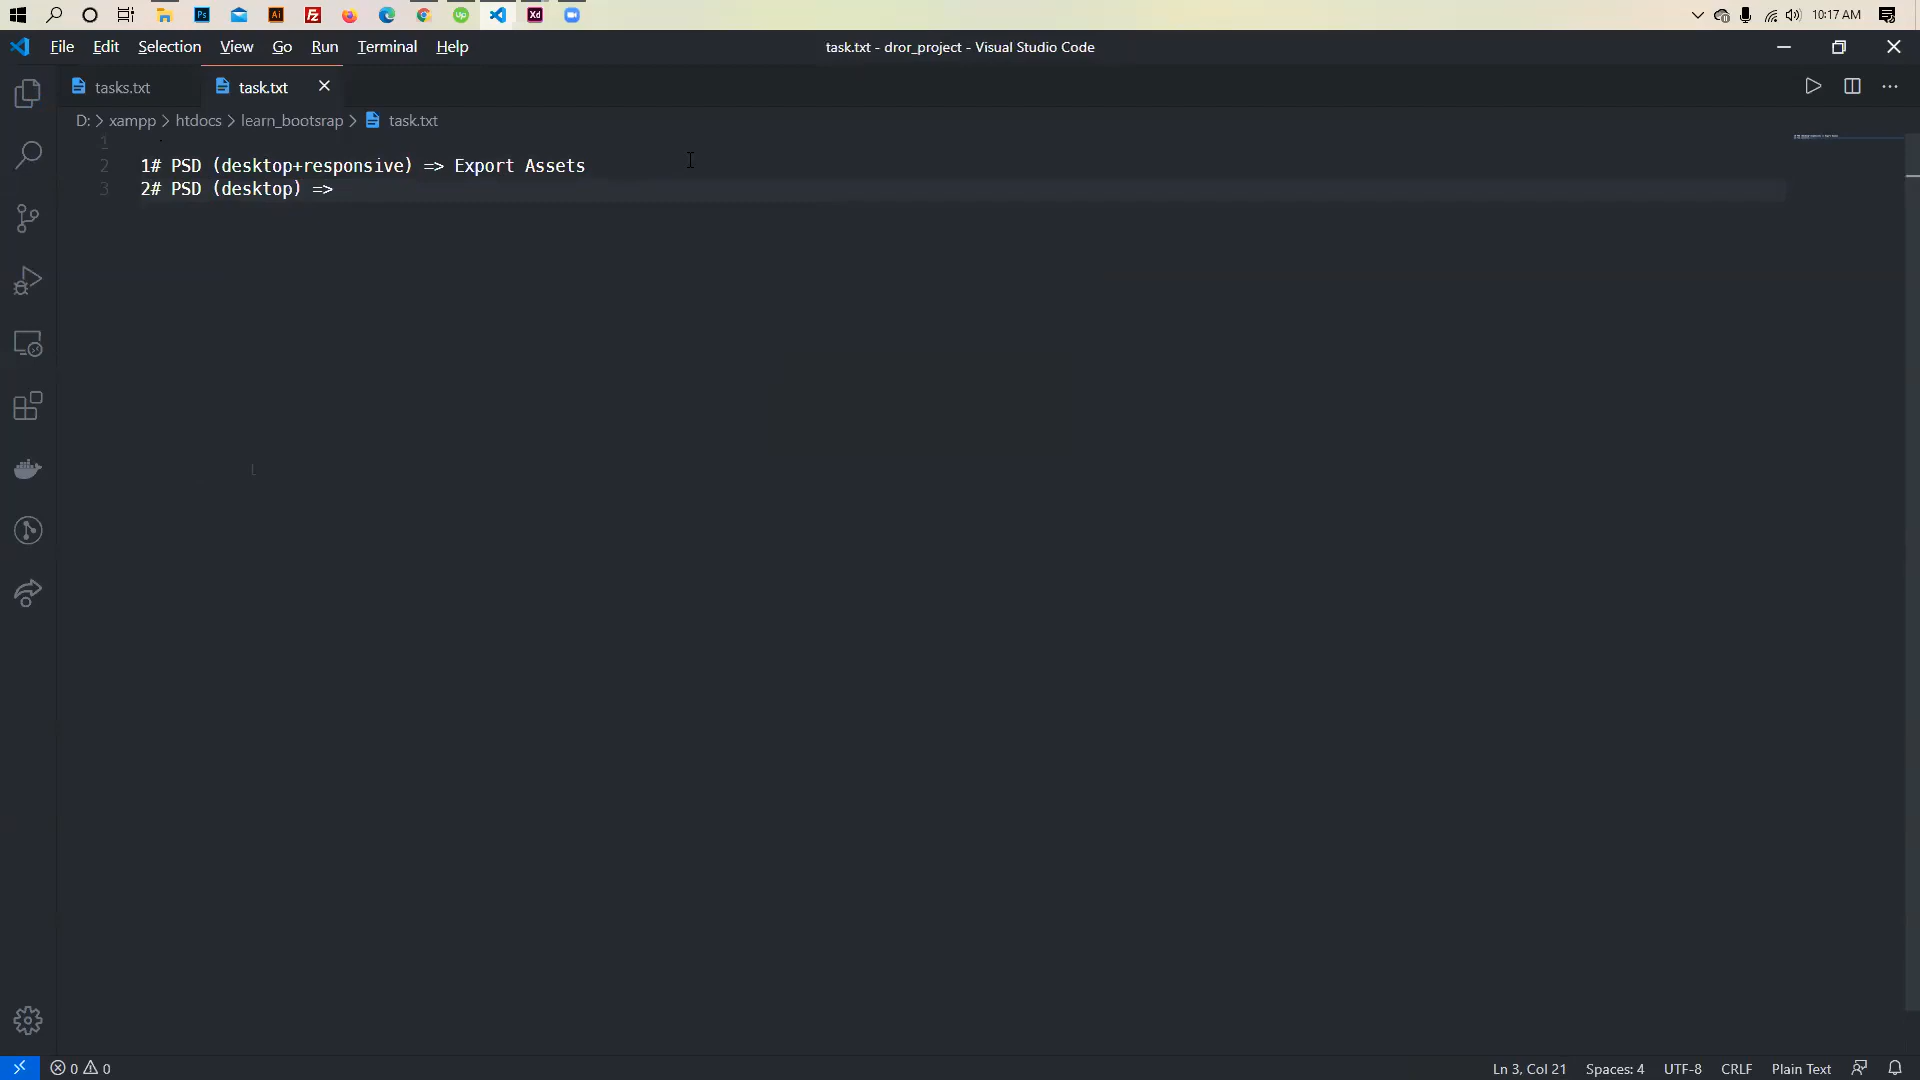 10:17 AM
File Edit Selection View Go Run Terminal Help
task.txt - dror_project - Visual Studio Code
tasks.txt task.txt
D: > xampp > htdocs > learn_bootsrap > task.txt
1
2 1# PSD (desktop+responsive) => Export Assets
3 2# PSD (desktop) =>
0 0 Ln 3, Col 21 Spaces: 4 UTF-8 CRLF Plain Text